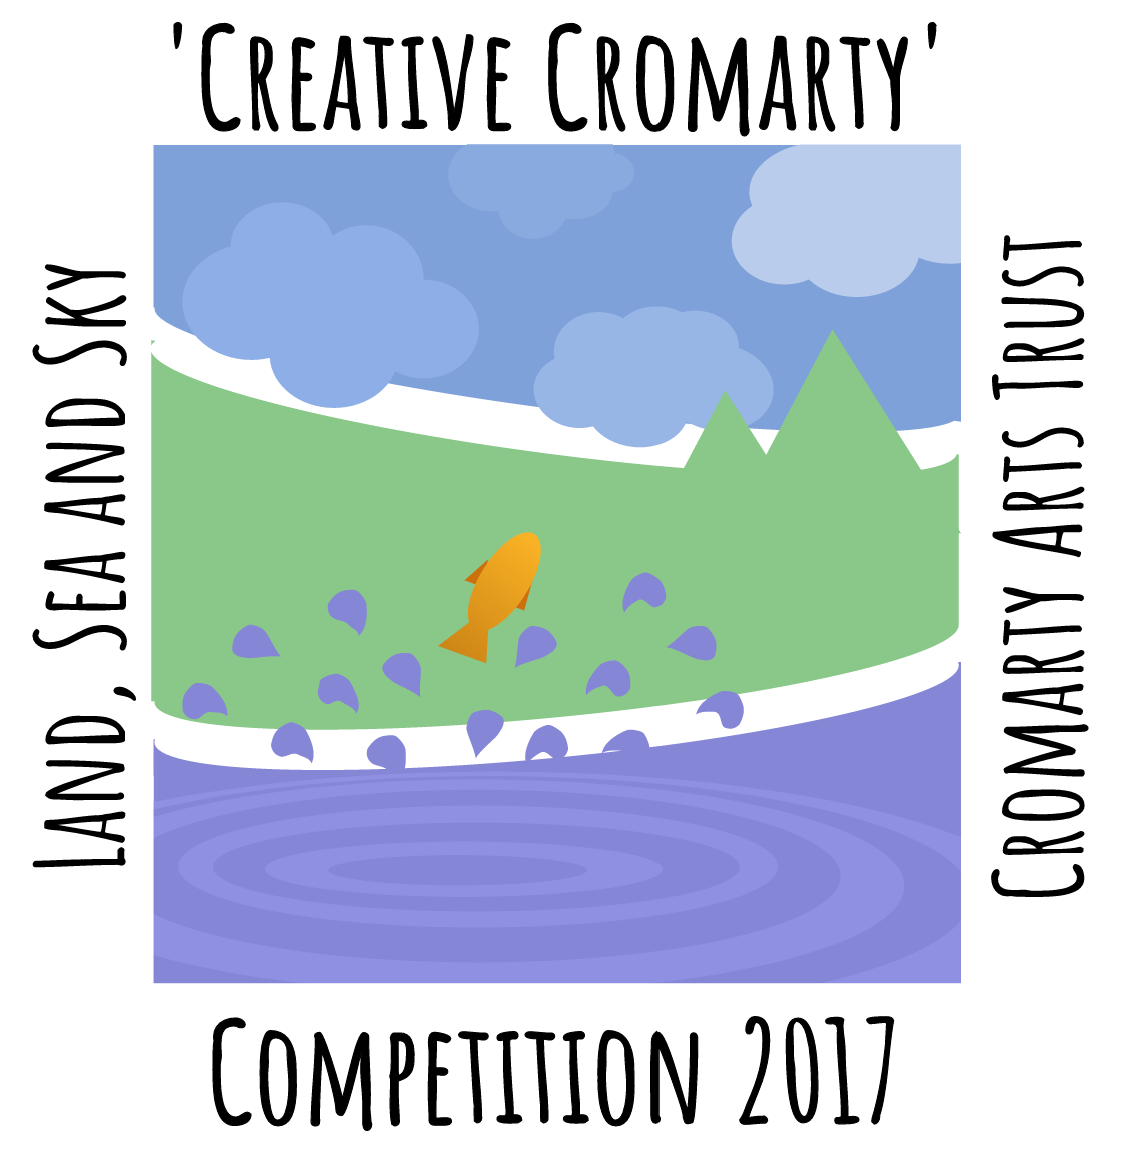 'Creative Cromarty'
Land, Sea and Sky
Cromarty Arts Trust
Competition 2017